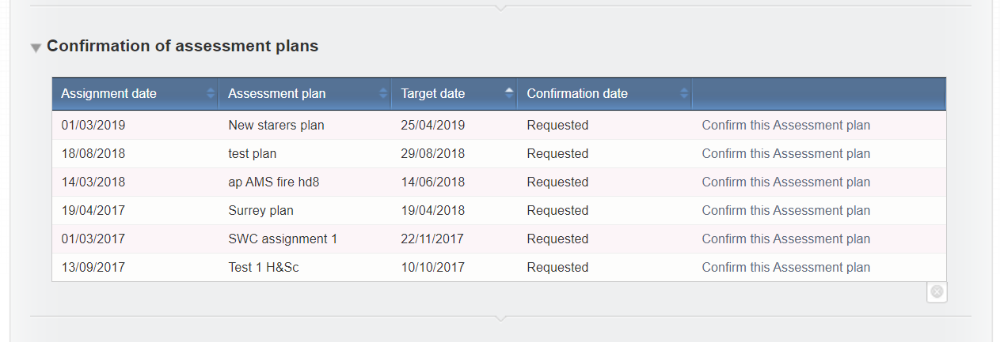 Confirmation of assessment plans
Assignment date Assessment plan Target date Confirmation date
01/03/2019 New starers plan 25/04/2019 Requested Confirm this Assessment plan
18/08/2018 test plan 29/08/2018 Requested Confirm this Assessment plan
14/03/2018 ap AMS fire hd8 14/06/2018 Requested Confirm this Assessment plan
19/04/2017 Surrey plan 19/04/2018 Requested Confirm this Assessment plan
01/03/2017 SWC assignment 1 22/11/2017 Requested Confirm this Assessment plan
13/09/2017 Test 1 H&Sc 10/10/2017 Requested Confirm this Assessment plan